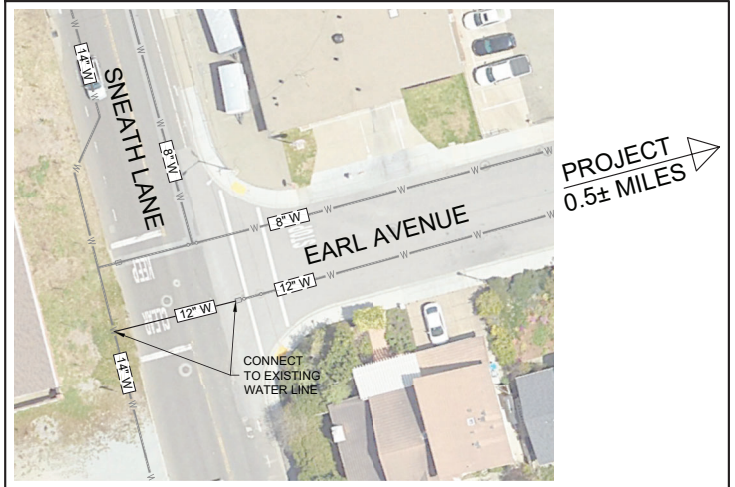 14" W
SNEATH LANE
8" W
W
W
W
W
W
8" W
W
W
W
STOP
EARL AVENUE
PROJECT
0.5± MILES
W
12" W
W
W
W
W
12" W
CONNECT
TO EXISTING
WATER LINE
14" W
W
W